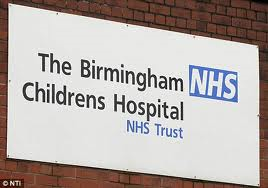 The Birmingham NHS
Childrens Hospital
NHS Trust
© NTI